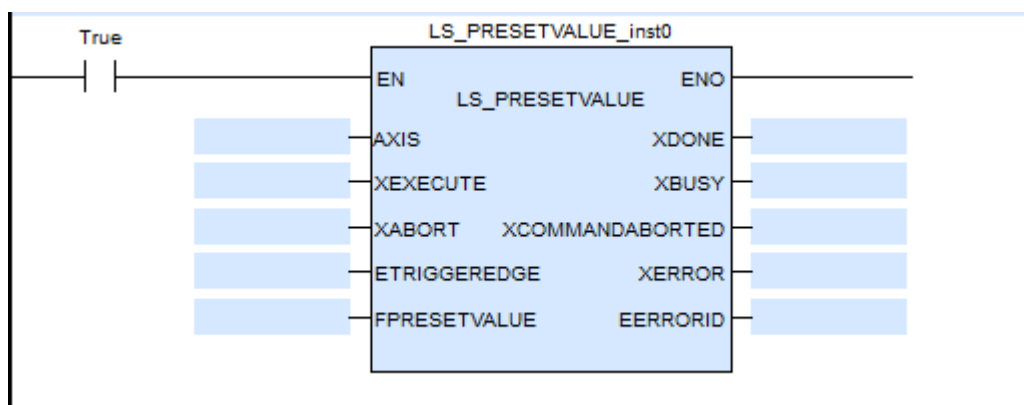 True
LS_PRESETVALUE_inst0
EN ENO
LS_PRESETVALUE
AXIS XDONE
XEXECUTE XBUSY
XABORT XCOMMANDABORTED
ETRIGGEREDGE XERROR
FPRESETVALUE EERRORID